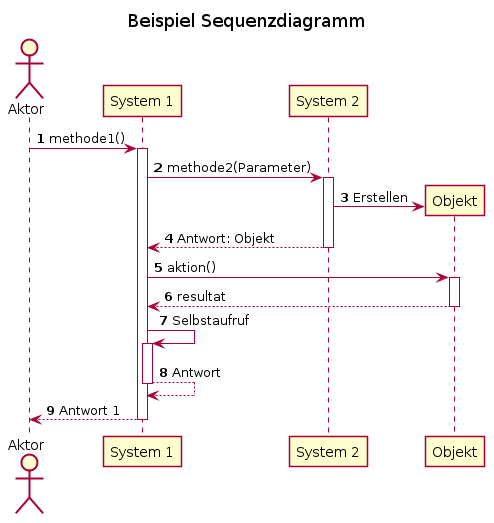 Beispiel Sequenzdiagramm
Aktor
System 1
System 2
1 methode1()
2 methode2(Parameter)
3 Erstellen
Objekt
4 Antwort: Objekt
5 aktion()
6 resultat
7 Selbstaufruf
8 Antwort
9 Antwort 1
Aktor
System 1
System 2
Objekt